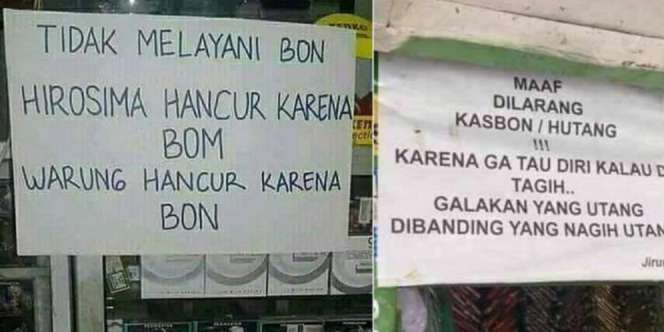 TIDAK MELAYANI BON
HIROSIMA HANCUR KARENA
BOM
WARUNG HANCUR KARENA
BON
MAAF
DILARANG
KASBON / HUTANG
!!!
KARENA GA TAU DIRI KALAU D
TAGIH..
GALAKAN YANG UTANG
DIBANDING YANG NAGIH UTAN